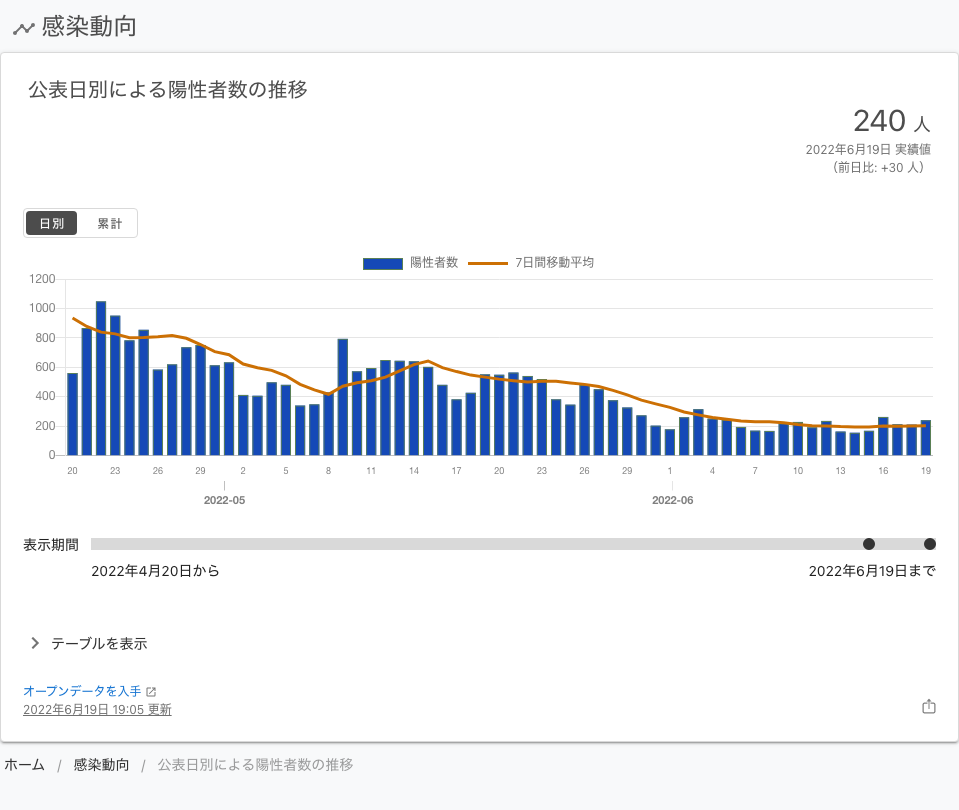 感染動向
公表日別による陽性者数の推移
240 人
2022年6月19日 実績値
（前日比: +30 人）
日別 累計
陽性者数 7日間移動平均
1200
1000
800
600
400
200
0
20 23 26 29 2 5 8 11 14 17 20 23 26 29 1 4 7 10 13 16 19
2022-05 2022-06
表示期間
2022年4月20日から 2022年6月19日まで
テーブルを表示
オープンデータを入手
2022年6月19日 19:05 更新
ホーム / 感染動向 / 公表日別による陽性者数の推移